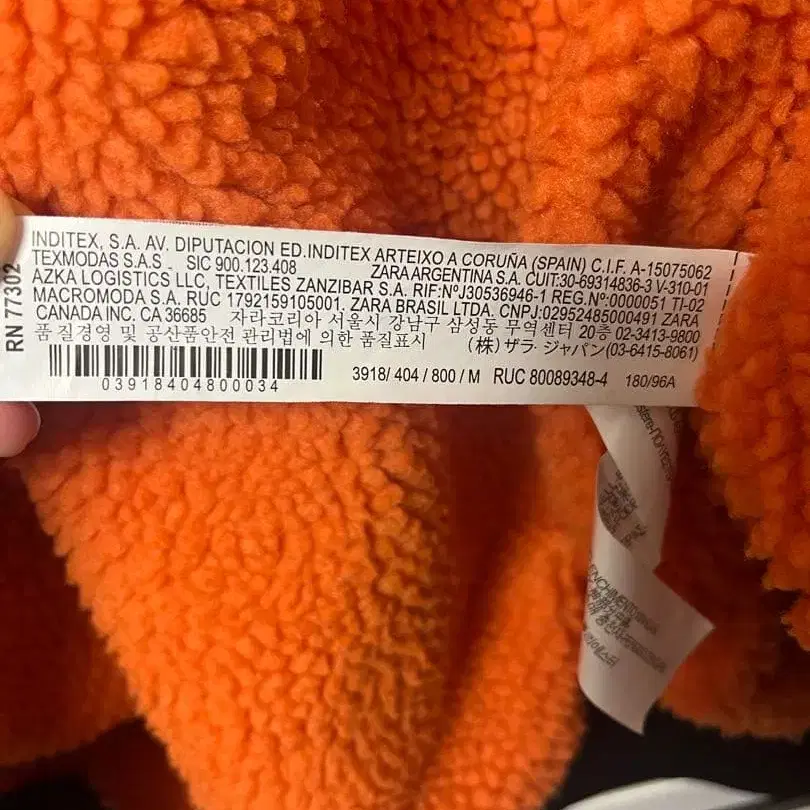 RN 77302
INDITEX, S.A. AV. DIPUTACION ED.INDITEX ARTEIXO A CORUÑA (SPAIN) C.I.F. A-15075062
TEXMODAS S.A.S SIC 900.123.408 ZARA ARGENTINA S.A. CUIT:30-69314836-3 V-310-01
AZKA LOGISTICS LLC, TEXTILES ZANZIBAR S.A. RIF:NºJ30536946-1 REG.Nº:0000051 TI-02
MACROMODA S.A. RUC 1792159105001. ZARA BRASIL LTDA. CNPJ:02952485000491 ZARA
CANADA INC. CA 36685 자라코리아 서울시 강남구 삼성동 무역센터 20층 02-3413-9800
품 질경영 및 공산품안전 관리법에 의한 품질표시 (株) ザラ・ジャパン(03-6415-8061)
03918404800034
3918/ 404 / 800 / M RUC 80089348-4 180/96A